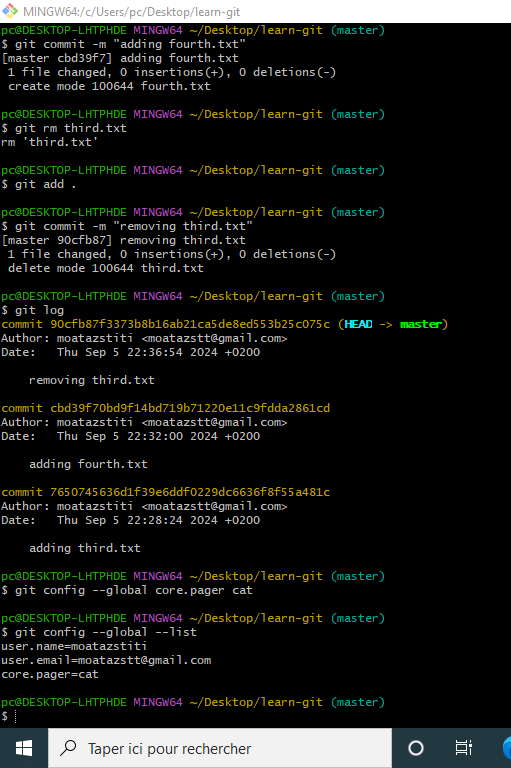 MINGW64:/c/Users/pc/Desktop/learn-git
pc@DESKTOP-LHTPHDE MINGW64 ~/Desktop/learn-git (master)
$ git commit -m "adding fourth.txt"
[master cbd39f7] adding fourth.txt
 1 file changed, 0 insertions(+), 0 deletions(-)
 create mode 100644 fourth.txt
pc@DESKTOP-LHTPHDE MINGW64 ~/Desktop/learn-git (master)
$ git rm third.txt
rm 'third.txt'
pc@DESKTOP-LHTPHDE MINGW64 ~/Desktop/learn-git (master)
$ git add .
pc@DESKTOP-LHTPHDE MINGW64 ~/Desktop/learn-git (master)
$ git commit -m "removing third.txt"
[master 90cfb87] removing third.txt
 1 file changed, 0 insertions(+), 0 deletions(-)
 delete mode 100644 third.txt
pc@DESKTOP-LHTPHDE MINGW64 ~/Desktop/learn-git (master)
$ git log
commit 90cfb87f3373b8b16ab21ca5de8ed553b25c075c (HEAD -> master)
Author: moatazstiti <moatazstt@gmail.com>
Date:   Thu Sep 5 22:36:54 2024 +0200
    removing third.txt
commit cbd39f70bd9f14bd719b71220e11c9fdda2861cd
Author: moatazstiti <moatazstt@gmail.com>
Date:   Thu Sep 5 22:32:00 2024 +0200
    adding fourth.txt
commit 7650745636d1f39e6ddf0229dc6636f8f55a481c
Author: moatazstiti <moatazstt@gmail.com>
Date:   Thu Sep 5 22:28:24 2024 +0200
    adding third.txt
pc@DESKTOP-LHTPHDE MINGW64 ~/Desktop/learn-git (master)
$ git config --global core.pager cat
pc@DESKTOP-LHTPHDE MINGW64 ~/Desktop/learn-git (master)
$ git config --global --list
user.name=moatazstiti
user.email=moatazstt@gmail.com
core.pager=cat
pc@DESKTOP-LHTPHDE MINGW64 ~/Desktop/learn-git (master)
$
Taper ici pour rechercher